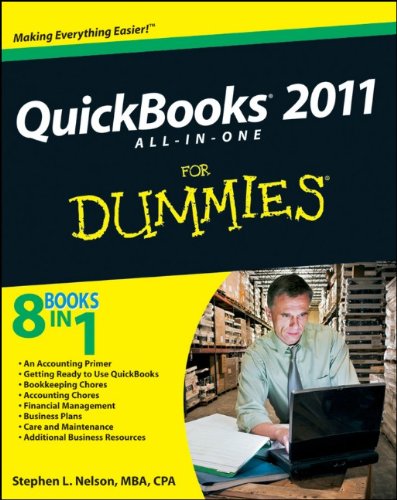 Making Everything Easier!™
QuickBooks® 2011
ALL-IN-ONE
FOR
DUMMIES®
8 BOOKS
IN 1
• An Accounting Primer
• Getting Ready to Use QuickBooks
• Bookkeeping Chores
• Accounting Chores
• Financial Management
• Business Plans
• Care and Maintenance
• Additional Business Resources
Stephen L. Nelson, MBA, CPA